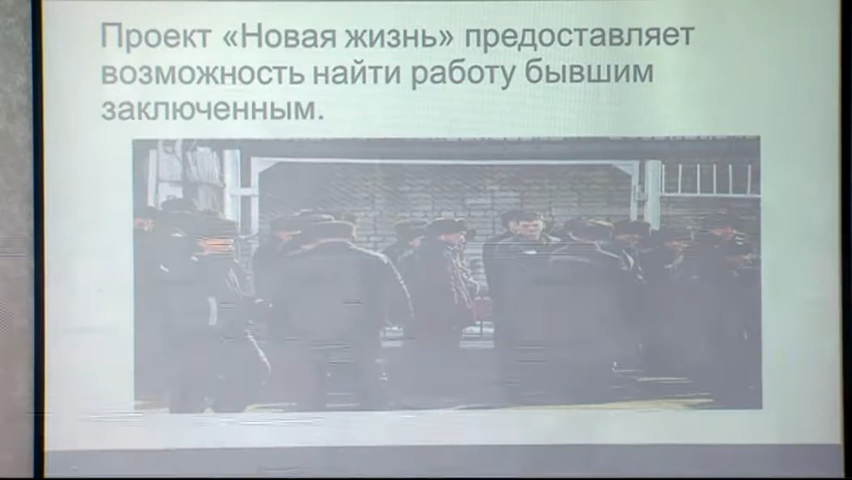 Проект «Новая жизнь» предоставляет
возможность найти работу бывшим
заключенным.